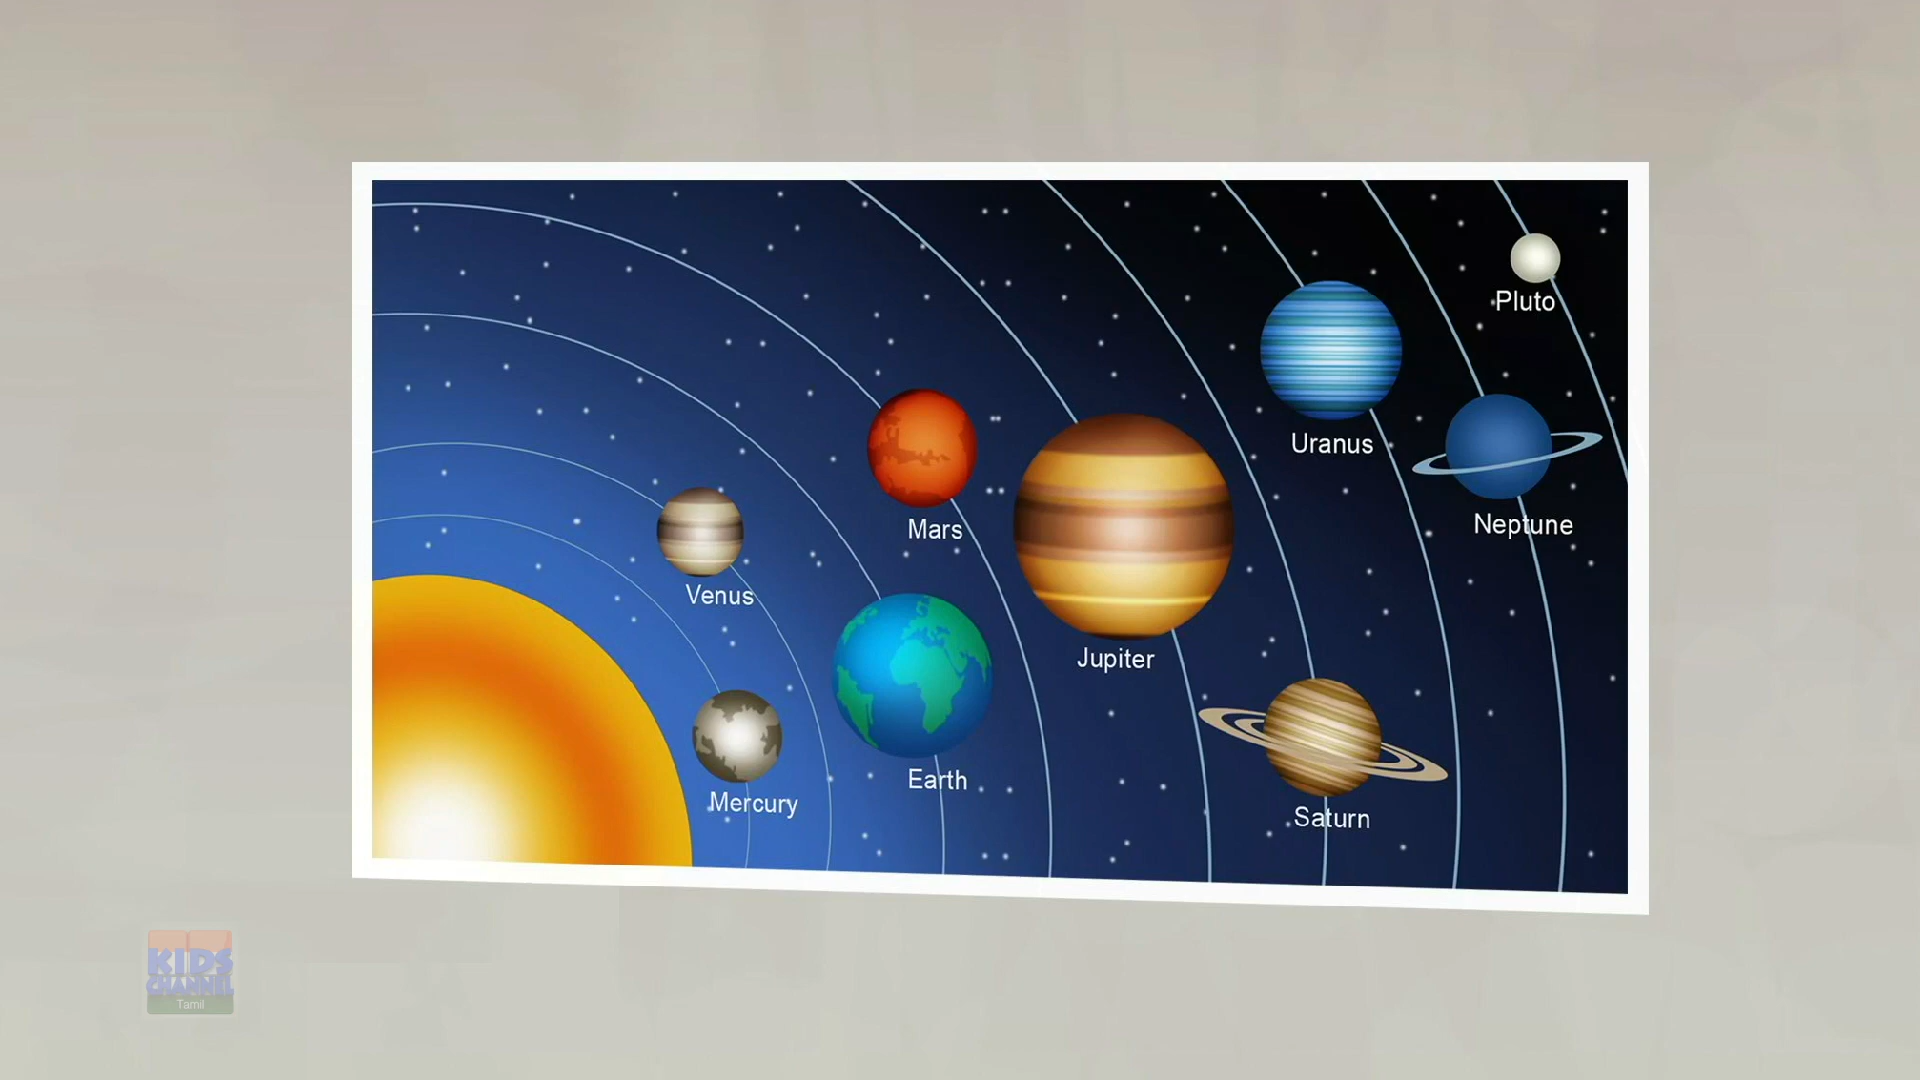 Pluto
Uranus
Neptune
Mars
Venus
Jupiter
Earth
Mercury
Saturn
KIDS
CHANNEL
Tamil